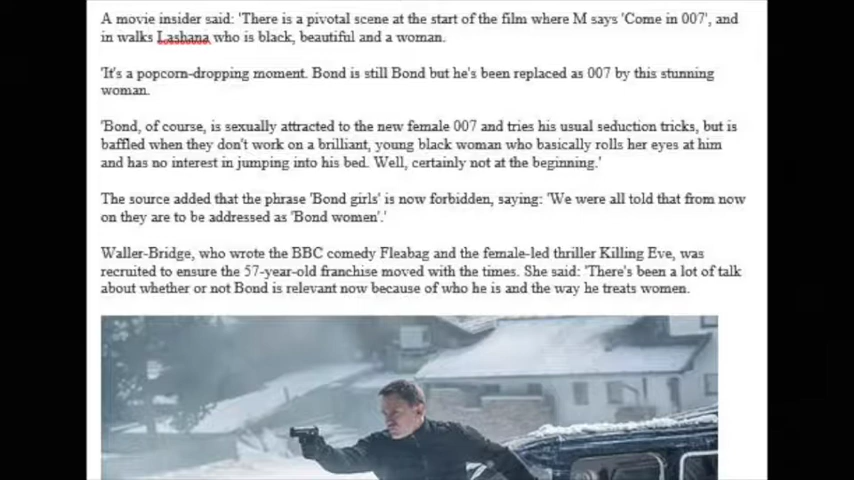 A movie insider said: 'There is a pivotal scene at the start of the film where M says 'Come in 007', and
in walks Lashana who is black, beautiful and a woman.
'It's a popcorn-dropping moment. Bond is still Bond but he's been replaced as 007 by this stunning
woman.
'Bond, of course, is sexually attracted to the new female 007 and tries his usual seduction tricks, but is
baffled when they don't work on a brilliant, young black woman who basically rolls her eyes at him
and has no interest in jumping into his bed. Well, certainly not at the beginning.'
The source added that the phrase 'Bond girls' is now forbidden, saying: 'We were all told that from now
on they are to be addressed as 'Bond women'.'
Waller-Bridge, who wrote the BBC comedy Fleabag and the female-led thriller Killing Eve, was
recruited to ensure the 57-year-old franchise moved with the times. She said: 'There's been a lot of talk
about whether or not Bond is relevant now because of who he is and the way he treats women.